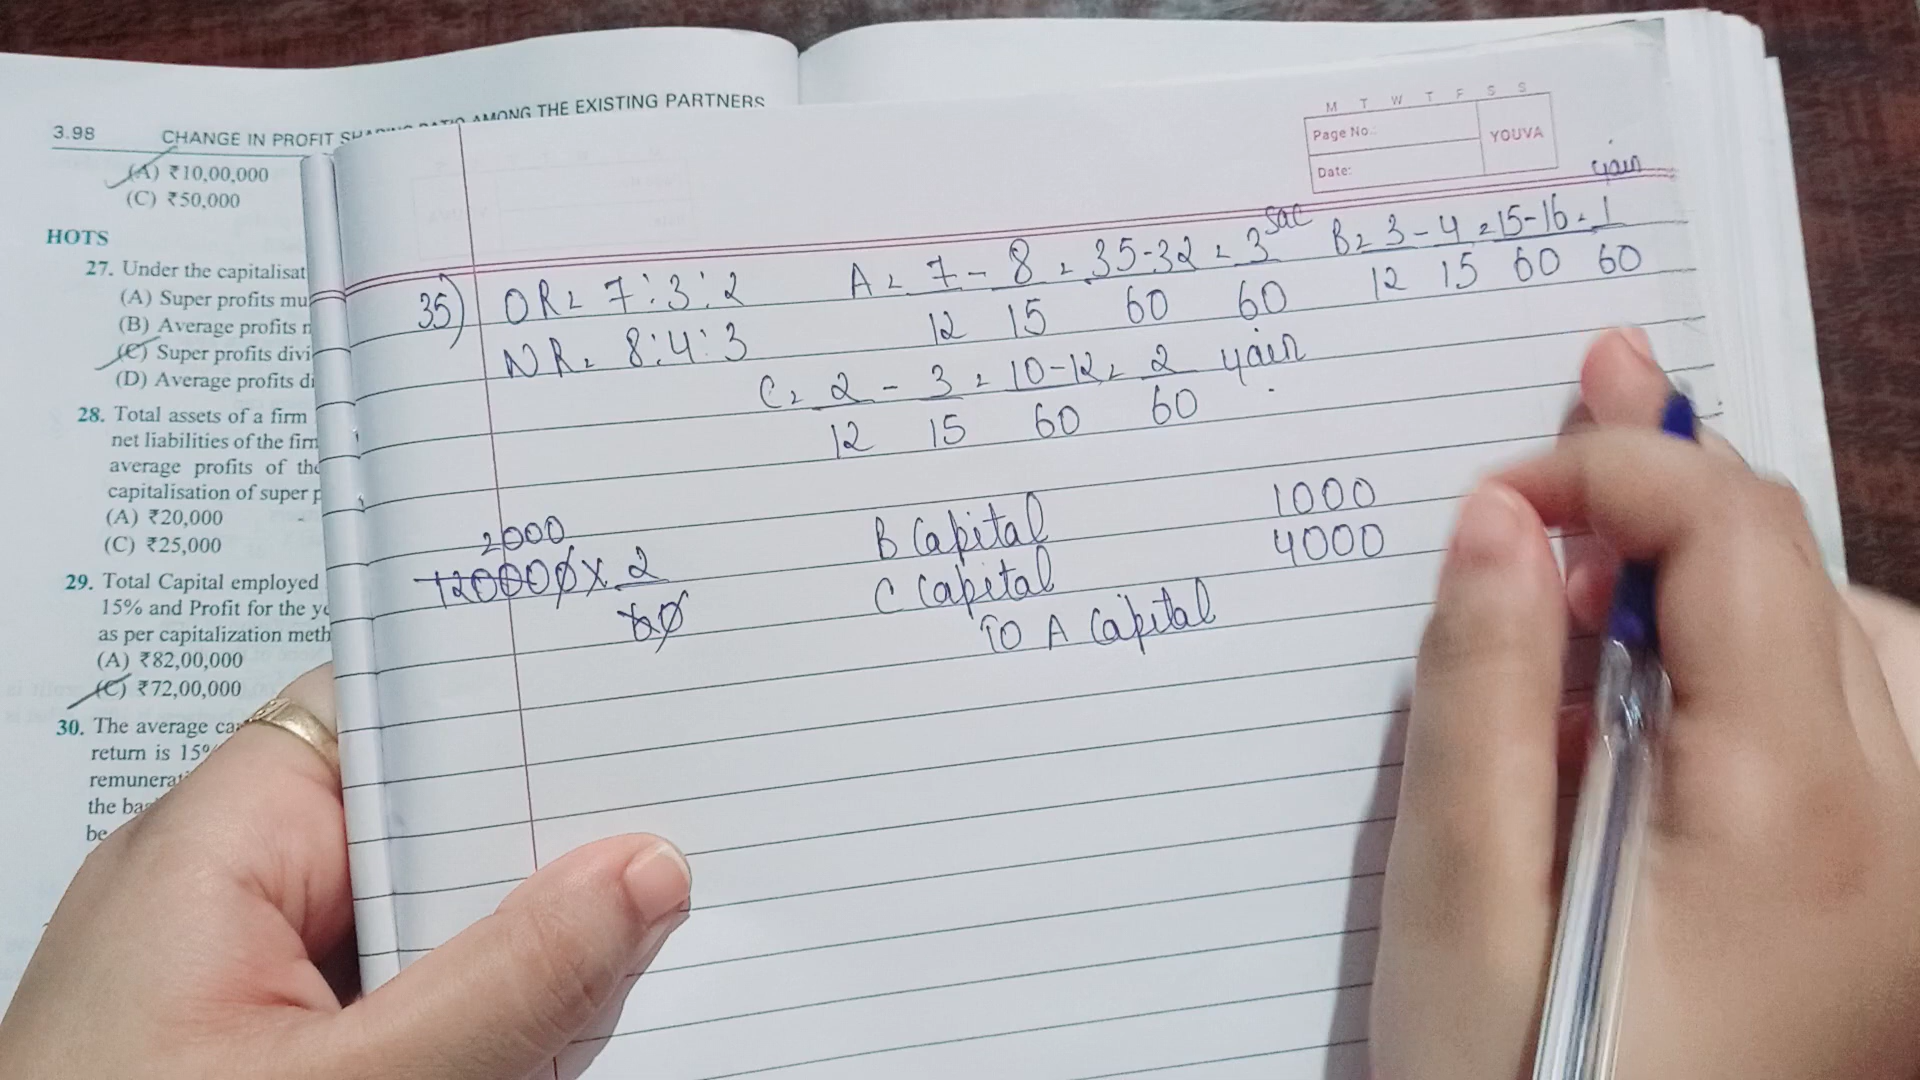 3.98 CHANGE IN PROFIT SHARING RATIO AMONG THE EXISTING PARTNERS
(A) ₹10,00,000
(C) ₹50,000
HOTS
27. Under the capitalisat
(A) Super profits mu
(B) Average profits
(C) Super profits divi
(D) Average profits di
28. Total assets of a firm
net liabilities of the firm
average profits of the
capitalisation of super p
(A) ₹20,000
(C) ₹25,000
29. Total Capital employed
15% and Profit for the ye
as per capitalization meth
(A) ₹82,00,000
(C) ₹72,00,000
30. The average ca
return is 15%
remunerat
the ba
be
M T W T F S S
Page No.:
YOUVA
Date:
35) OR = 7:3:2
NR = 8:4:3
A = 7/12 - 8/15 = 35-32/60 = 3/60 sac
B = 3/12 - 4/15 = 15-16/60 = 1/60 gain
C = 2/12 - 3/15 = 10-12/60 = 2/60 gain
2000
120000 x 2/60
B Capital 1000
C Capital 4000
To A Capital